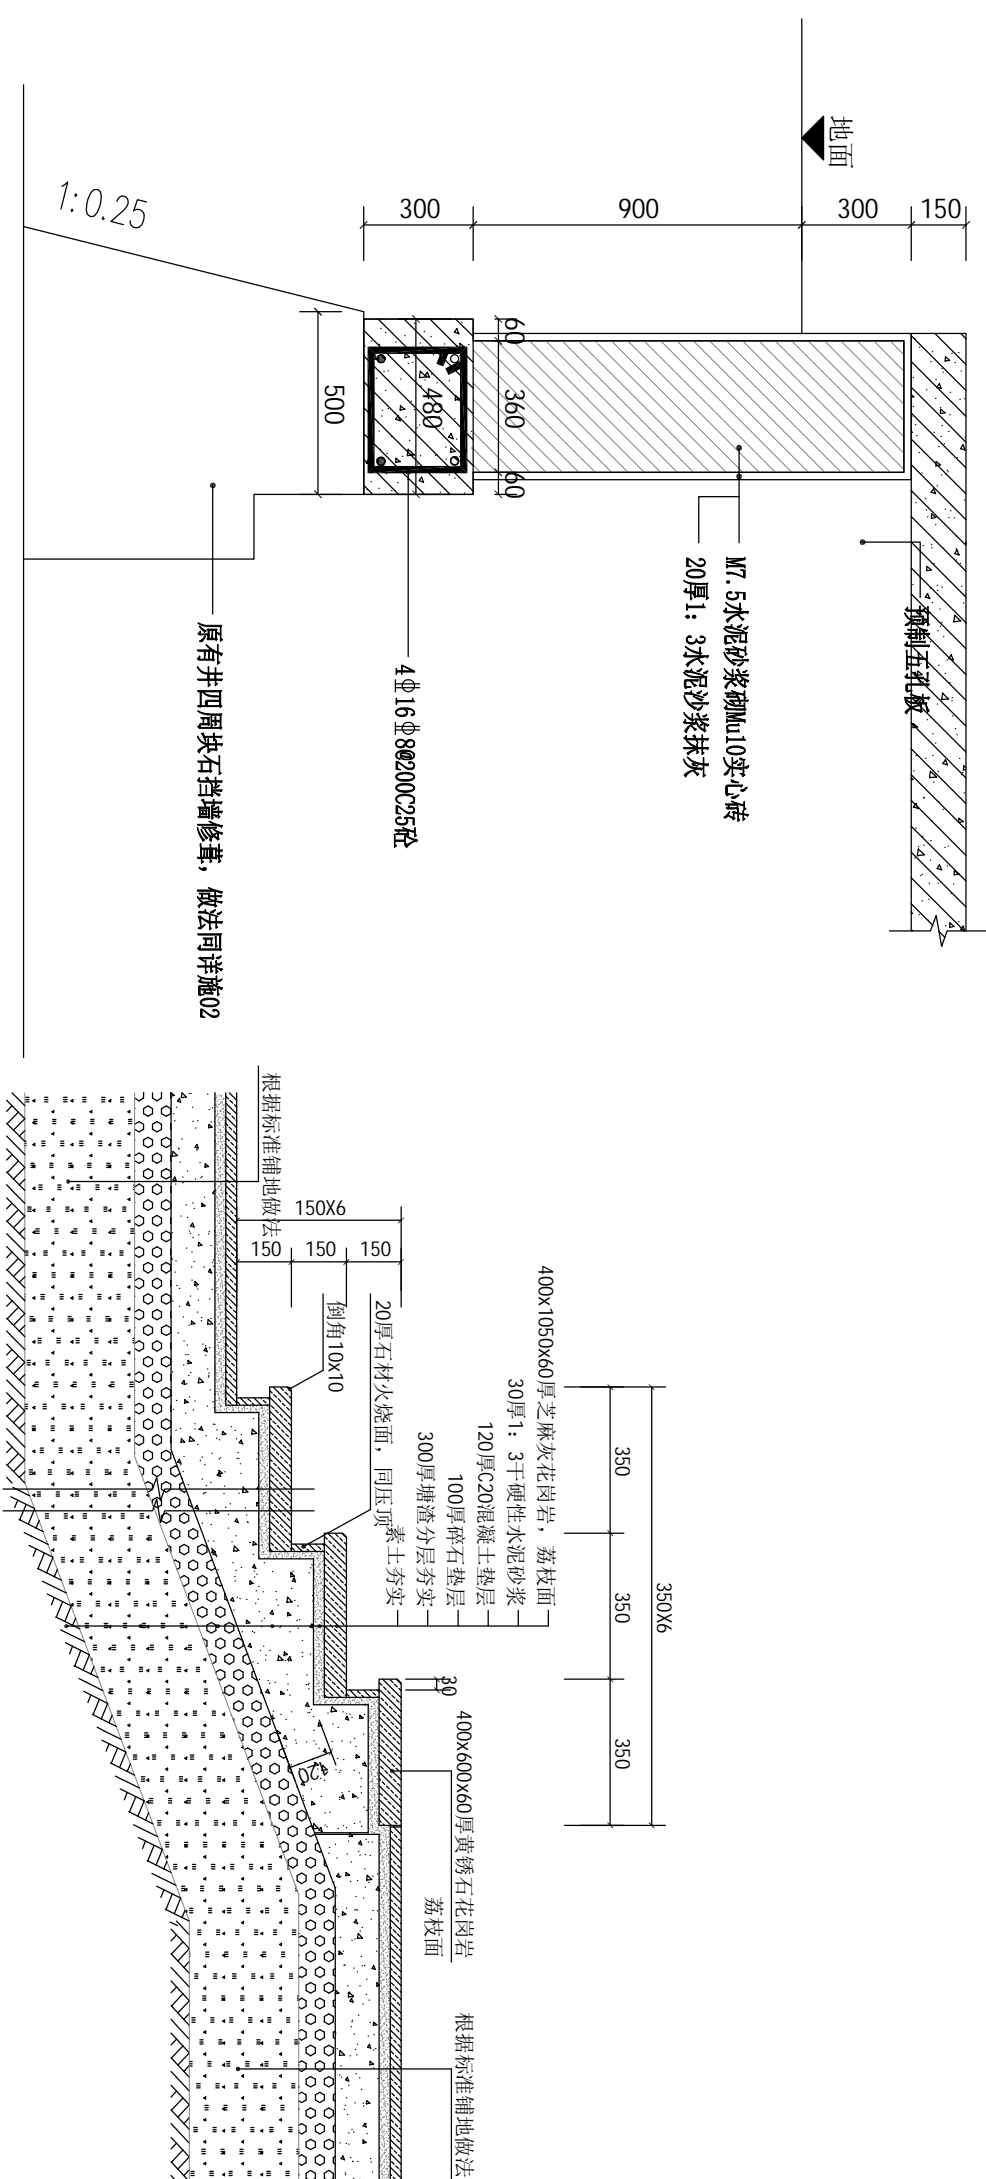 地面
150
300
900
300
预制五孔板
60
360
60
M7.5水泥砂浆砌Mu10实心砖
20厚1：3水泥沙浆抹灰
480
4ф16ф8@200C25砼
500
原有井四周块石挡墙修葺，做法同详施02
1:0.25
350X6
350
350
350
400x1050x60厚芝麻灰花岗岩，荔枝面
30厚1：3干硬性水泥砂浆
120厚C20混凝土垫层
100厚碎石垫层
300厚塘渣分层夯实
素土夯实
20厚石材火烧面，同压顶
倒角10x10
150X6
150
150
150
根据标准铺地做法
30
400x600x60厚黄锈石花岗岩
荔枝面
120
根据标准铺地做法